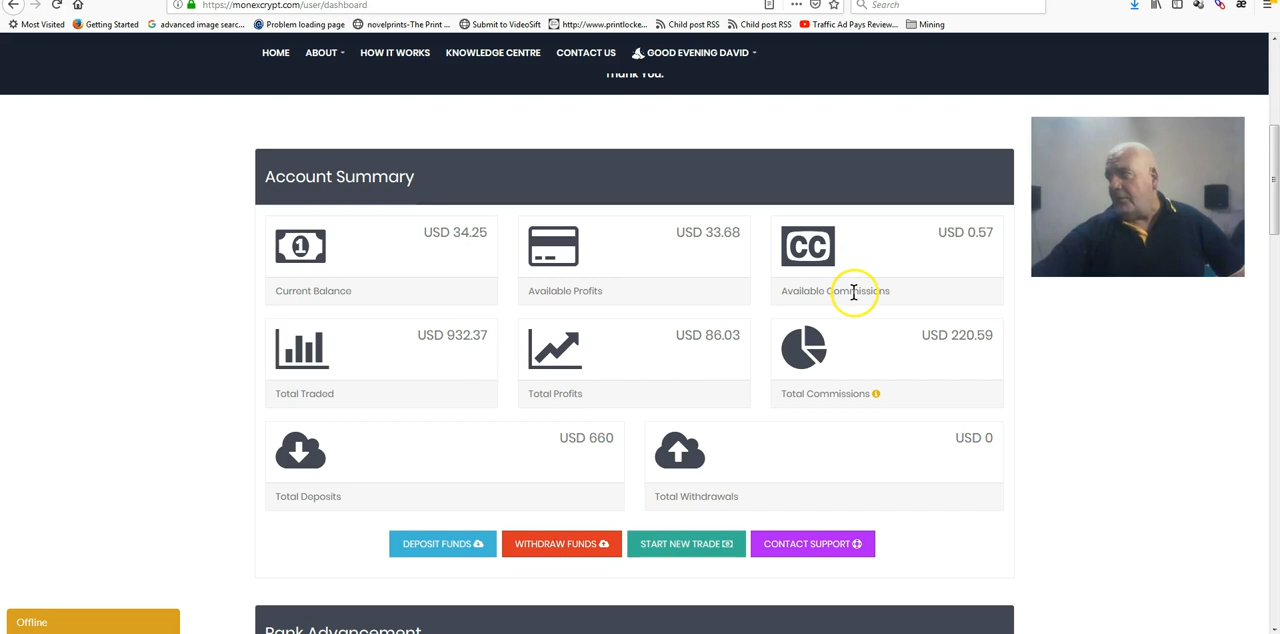 https://monexcrypt.com/user/dashboard
Search
Most Visited
Getting Started
advanced image searc...
Problem loading page
novelprints-The Print ...
Submit to VideoSift
http://www.printlocke...
Child post RSS
Child post RSS
Traffic Ad Pays Review...
Mining
HOME ABOUT HOW IT WORKS KNOWLEDGE CENTRE CONTACT US GOOD EVENING DAVID
Thank You.
Account Summary
USD 34.25
Current Balance
USD 33.68
Available Profits
CC
USD 0.57
Available Commissions
USD 932.37
Total Traded
USD 86.03
Total Profits
USD 220.59
Total Commissions
USD 660
Total Deposits
USD 0
Total Withdrawals
DEPOSIT FUNDS WITHDRAW FUNDS START NEW TRADE CONTACT SUPPORT
Rank Advancement
Offline